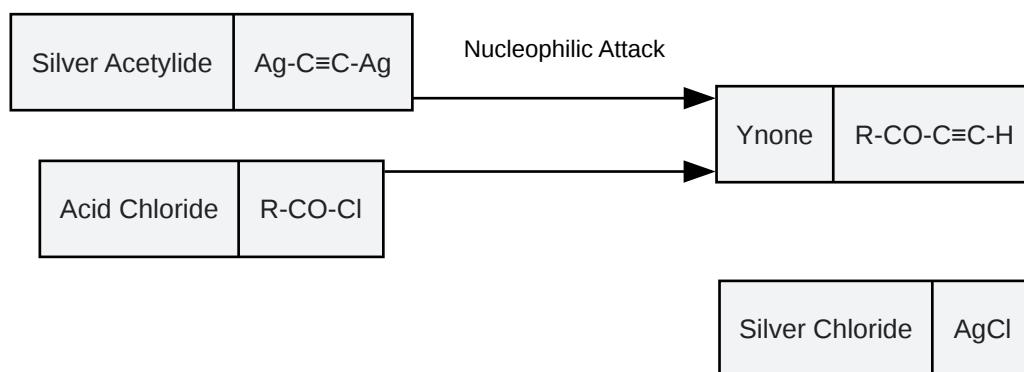 Silver Acetylide Ag-C≡C-Ag
Nucleophilic Attack
Ynone R-CO-C≡C-H
Acid Chloride R-CO-Cl
Silver Chloride AgCl